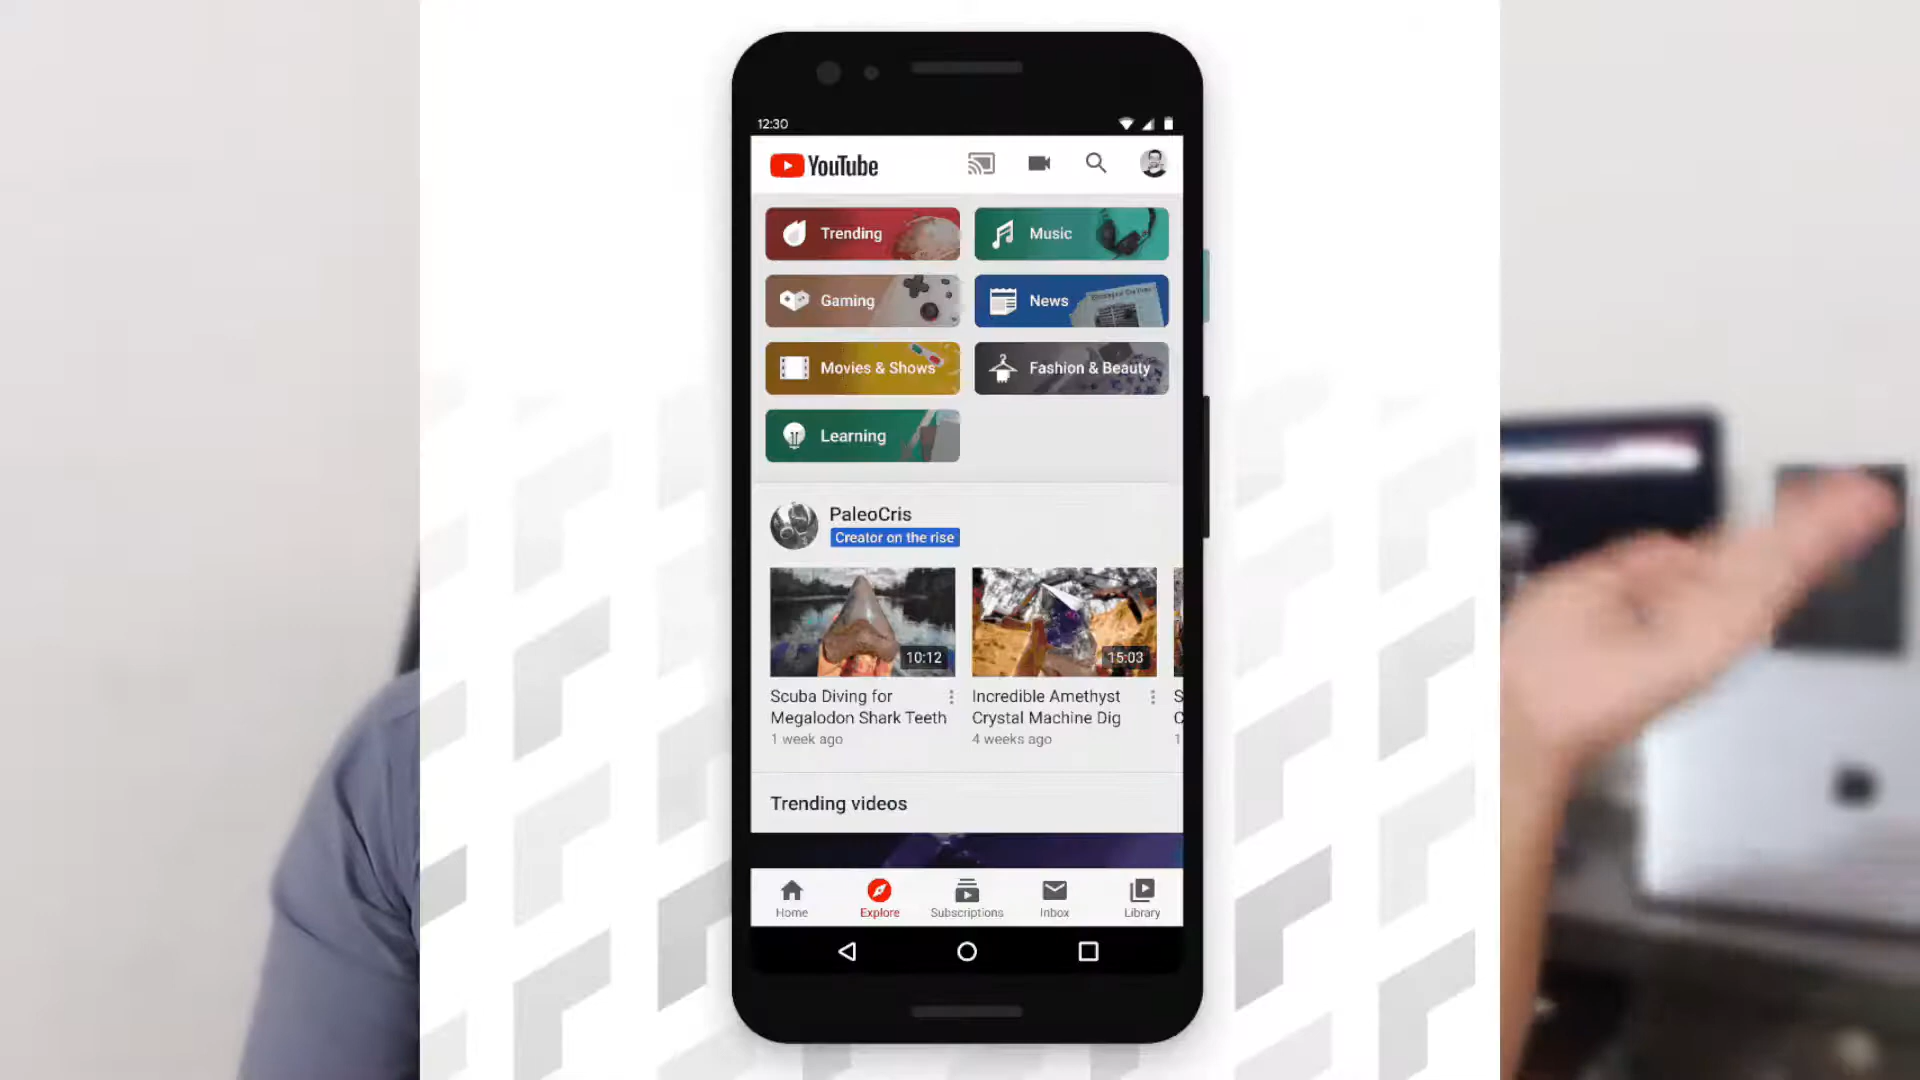 12:30
YouTube
Trending
Music
Gaming
News
Movies & Shows
Fashion & Beauty
Learning
PaleoCris
Creator on the rise
10:12
15:03
Scuba Diving for
Megalodon Shark Teeth
1 week ago
Incredible Amethyst
Crystal Machine Dig
4 weeks ago
S
C
1
Trending videos
Home
Explore
Subscriptions
Inbox
Library